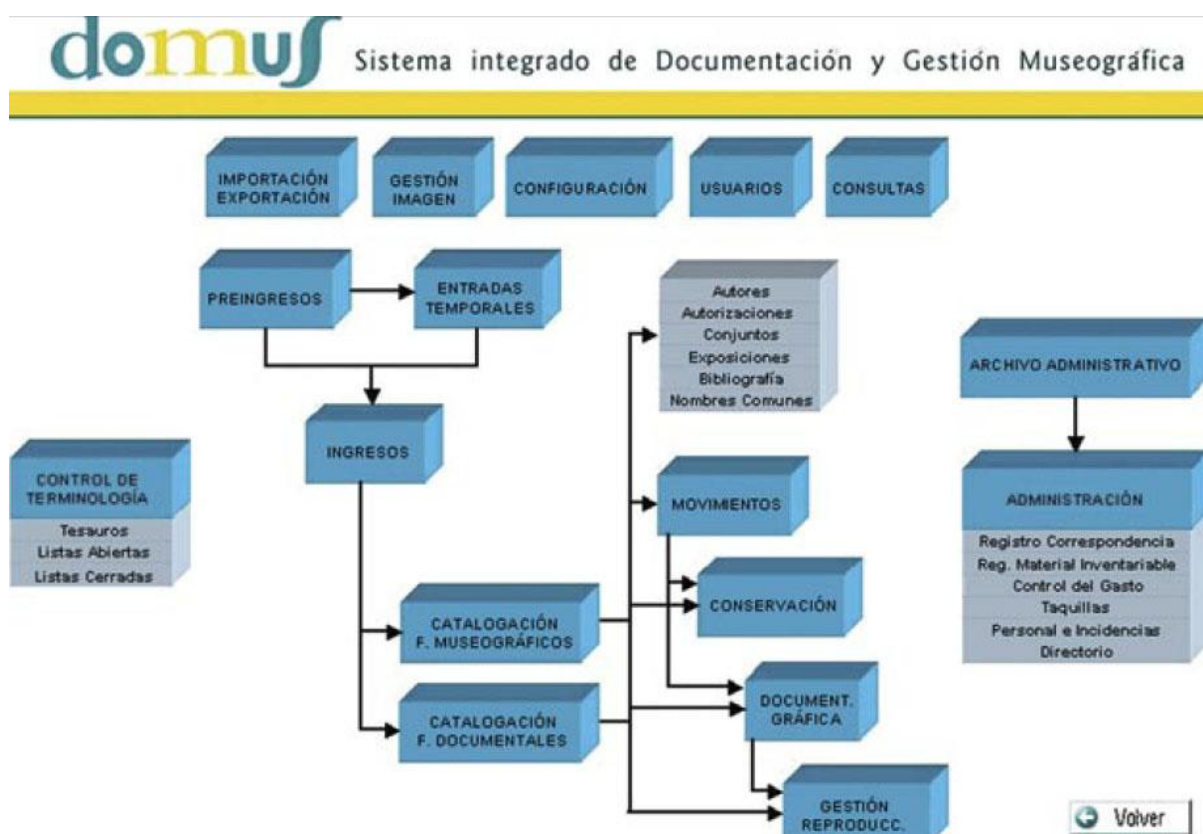 domus
Sistema integrado de Documentación y Gestión Museográfica
IMPORTACIÓN
EXPORTACIÓN
GESTIÓN
IMAGEN
CONFIGURACIÓN
USUARIOS
CONSULTAS
PREINGRESOS
ENTRADAS
TEMPORALES
Autores
Autorizaciones
Conjuntos
Exposiciones
Bibliografía
Nombres Comunes
ARCHIVO ADMINISTRATIVO
INGRESOS
CONTROL DE
TERMINOLOGÍA
Tesauros
Listas Abiertas
Listas Cerradas
MOVIMIENTOS
ADMINISTRACIÓN
Registro Correspondencia
Reg. Material Inventariable
Control del Gasto
Taquillas
Personal e Incidencias
Directorio
CONSERVACIÓN
CATALOGACIÓN
F. MUSEOGRÁFICOS
DOCUMENT.
GRÁFICA
CATALOGACIÓN
F. DOCUMENTALES
GESTIÓN
REPRODUCC.
Volver